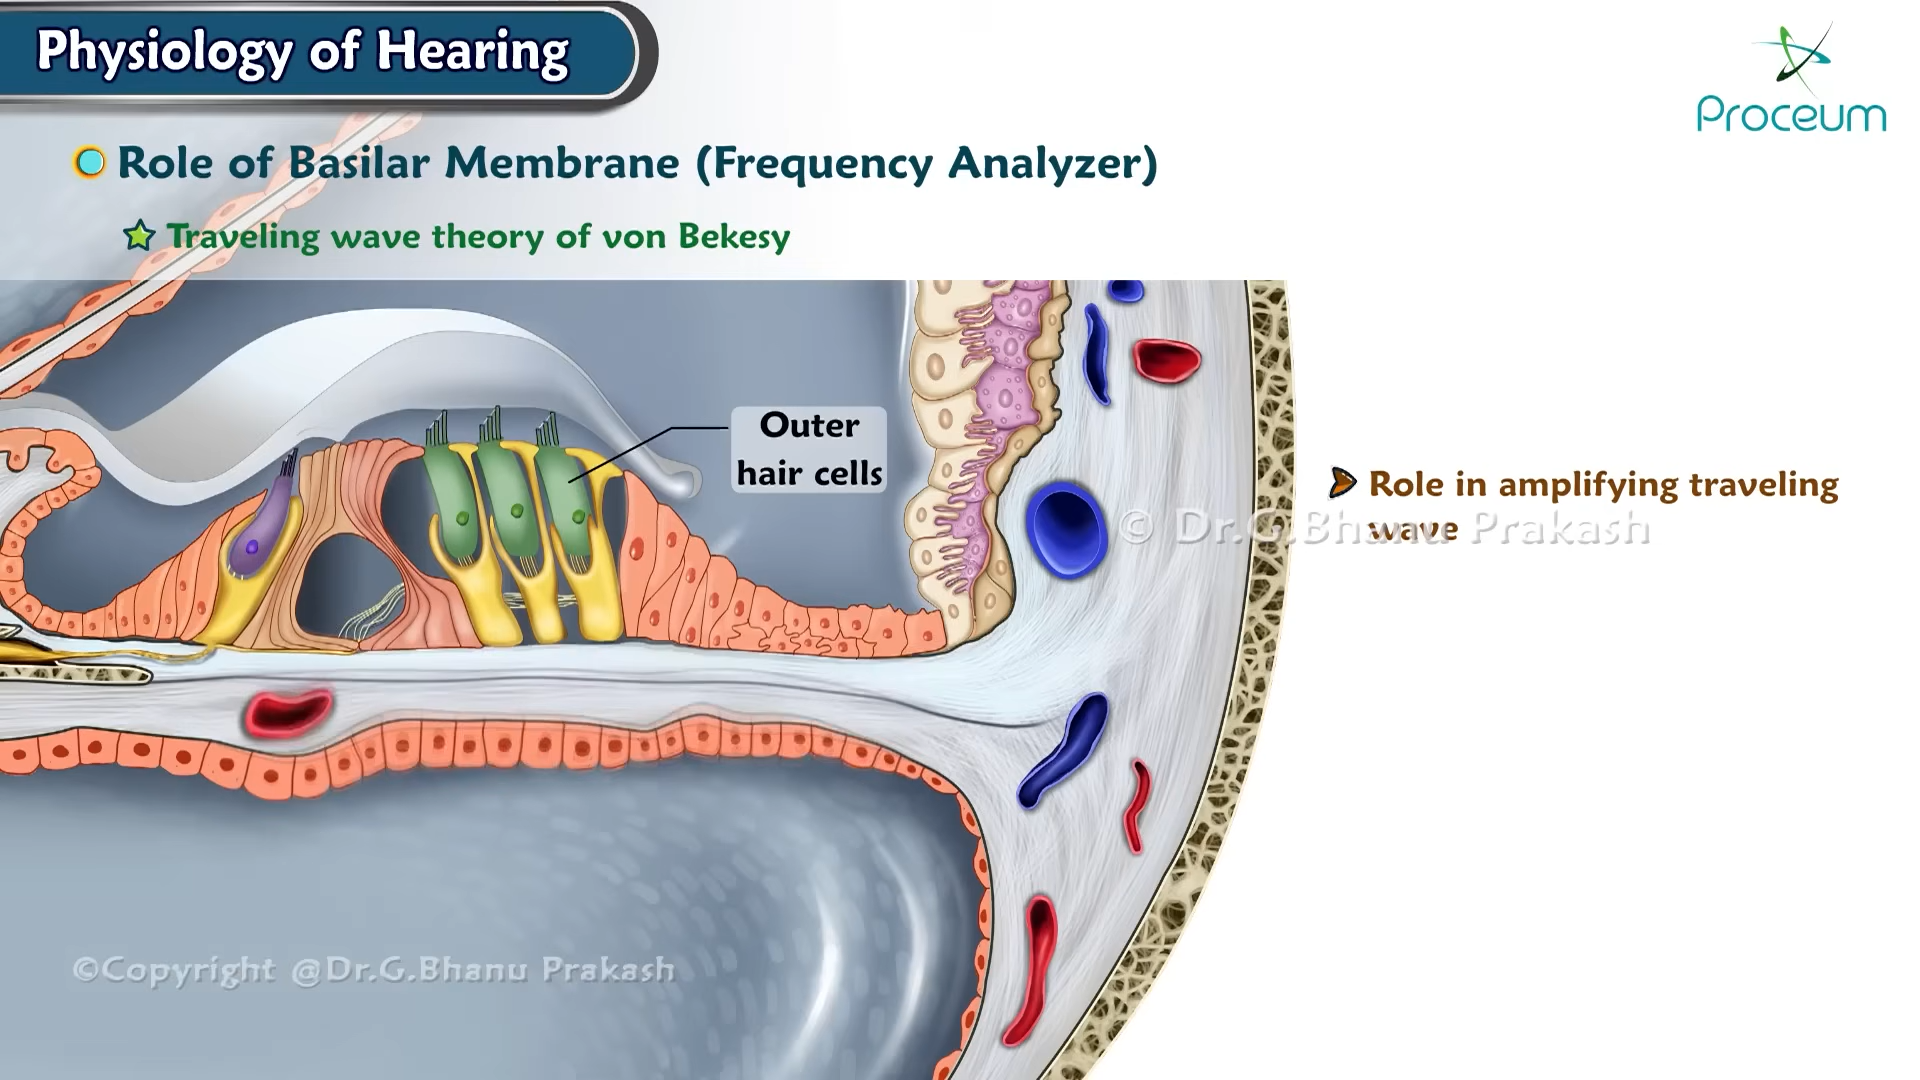 Physiology of Hearing
Proceum
Role of Basilar Membrane (Frequency Analyzer)
Traveling wave theory of von Bekesy
Outer
hair cells
Role in amplifying traveling
wave
© Dr.G.Bhanu Prakash
©Copyright @Dr.G.Bhanu Prakash